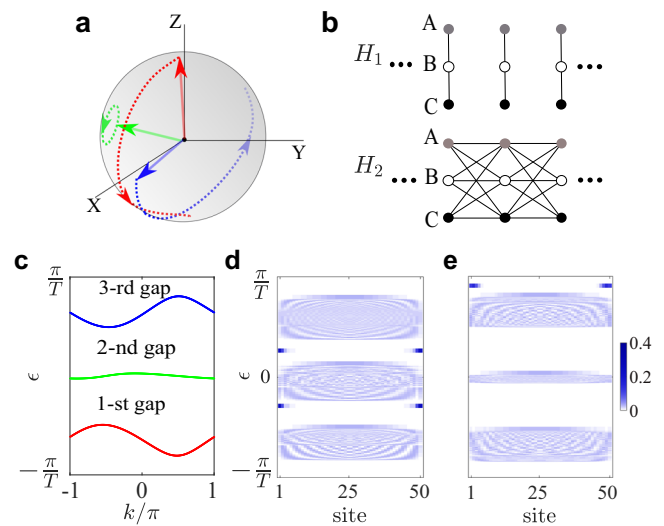 a
Z
Y
X
b
H₁
A
B
C
H₂
A
B
C
c
π/T
3-rd gap
2-nd gap
1-st gap
ϵ
−π/T
-1 0 1
k/π
d
π/T
ϵ
0
−π/T
1 25 50
site
e
1 25 50
site
0.4
0.2
0